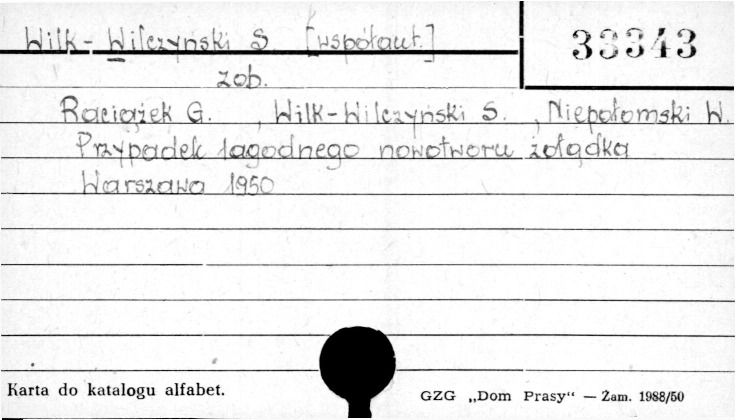 Wilk-Wilczyński S. [współaut.]
33343
zob.
Raciążek G. , Wilk-Wilczyński S. , Niepołomski W.
Przypadek łagodnego nowotworu żołądka
Warszawa 1950
Karta do katalogu alfabet.
GZG „Dom Prasy“ — Zam. 1988/50